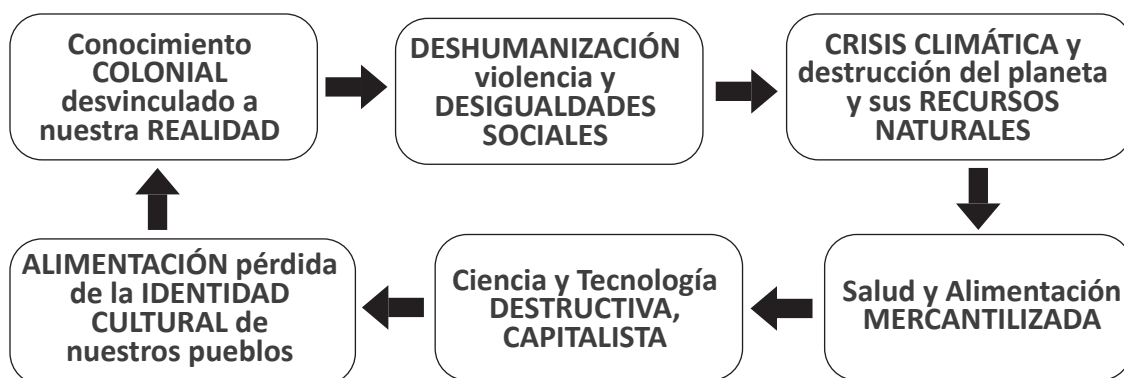 Conocimiento
COLONIAL
desvinculado a
nuestra REALIDAD
DESHUMANIZACIÓN
violencia y
DESIGUALDADES
SOCIALES
CRISIS CLIMÁTICA y
destrucción del planeta
y sus RECURSOS
NATURALES
Salud y Alimentación
MERCANTILIZADA
Ciencia y Tecnología
DESTRUCTIVA,
CAPITALISTA
ALIMENTACIÓN pérdida
de la IDENTIDAD
CULTURAL de
nuestros pueblos